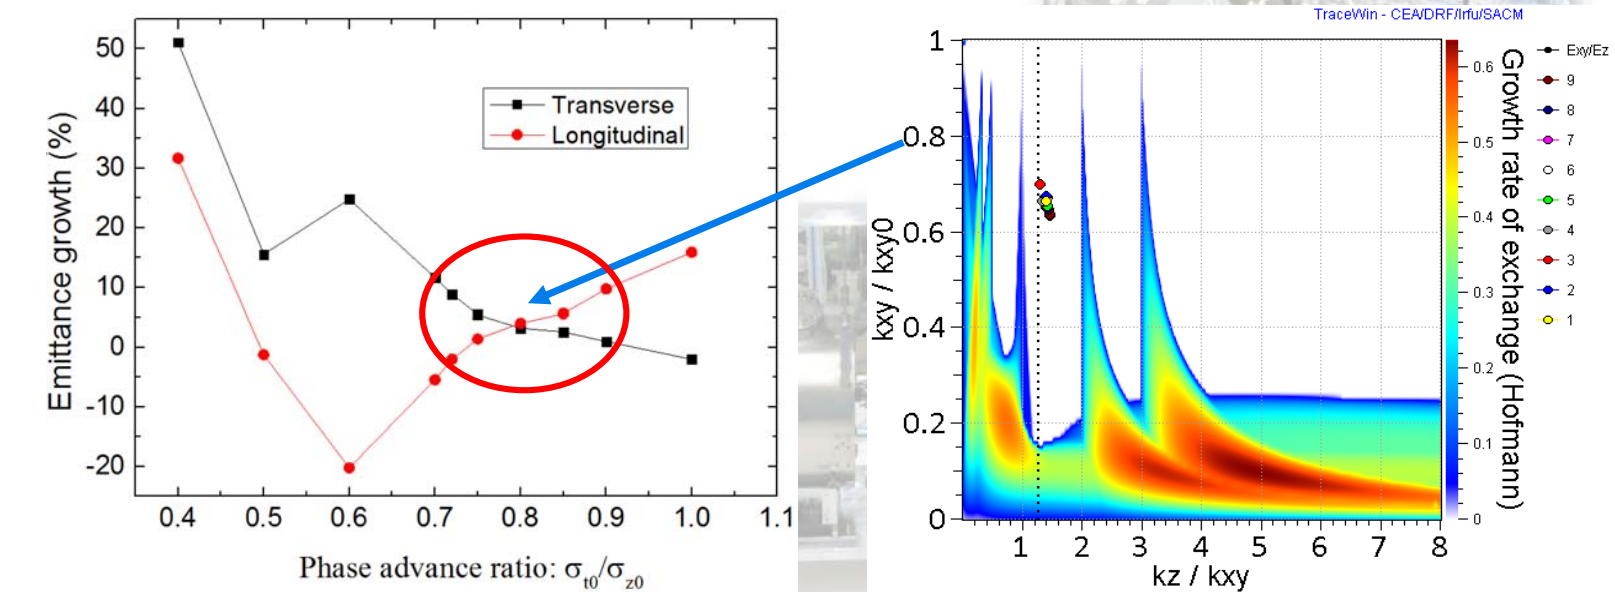 TraceWin - CEA/DRF/Irfu/SACM
50
40
30
20
10
0
-10
-20
Emittance growth (%)
Transverse
Longitudinal
0.4 0.5 0.6 0.7 0.8 0.9 1.0 1.1
Phase advance ratio: σt0/σz0
1
0.8
0.6
0.4
0.2
0
kxy / kxy0
1 2 3 4 5 6 7 8
kz / kxy
0.6
0.5
0.4
0.3
0.2
0.1
0
Growth rate of exchange (Hofmann)
Exy/Ez
9
8
7
6
5
4
3
2
1